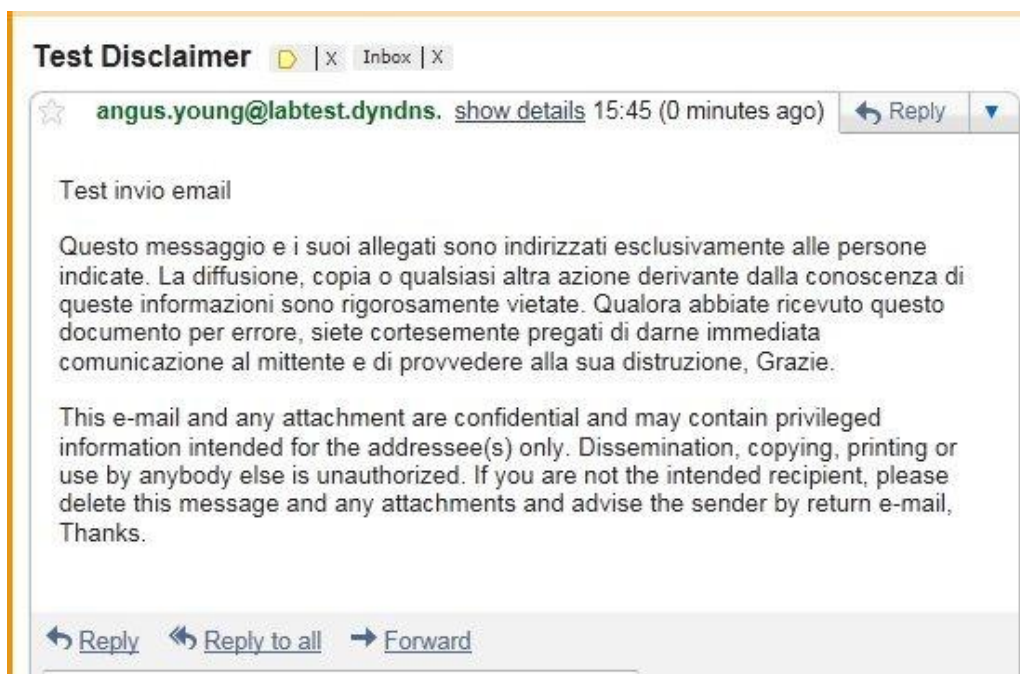 Test Disclaimer | X Inbox | X
angus.young@labtest.dyndns. show details 15:45 (0 minutes ago) Reply
Test invio email
Questo messaggio e i suoi allegati sono indirizzati esclusivamente alle persone
indicate. La diffusione, copia o qualsiasi altra azione derivante dalla conoscenza di
queste informazioni sono rigorosamente vietate. Qualora abbiate ricevuto questo
documento per errore, siete cortesemente pregati di darne immediata
comunicazione al mittente e di provvedere alla sua distruzione, Grazie.
This e-mail and any attachment are confidential and may contain privileged
information intended for the addressee(s) only. Dissemination, copying, printing or
use by anybody else is unauthorized. If you are not the intended recipient, please
delete this message and any attachments and advise the sender by return e-mail,
Thanks.
Reply Reply to all Forward